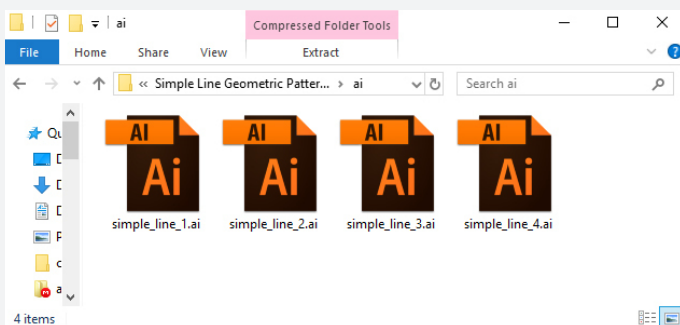 ai
Compressed Folder Tools
File
Home
Share
View
Extract
« Simple Line Geometric Patter... > ai
Search ai
AI
Ai
simple_line_1.ai
AI
Ai
simple_line_2.ai
AI
Ai
simple_line_3.ai
AI
Ai
simple_line_4.ai
4 items